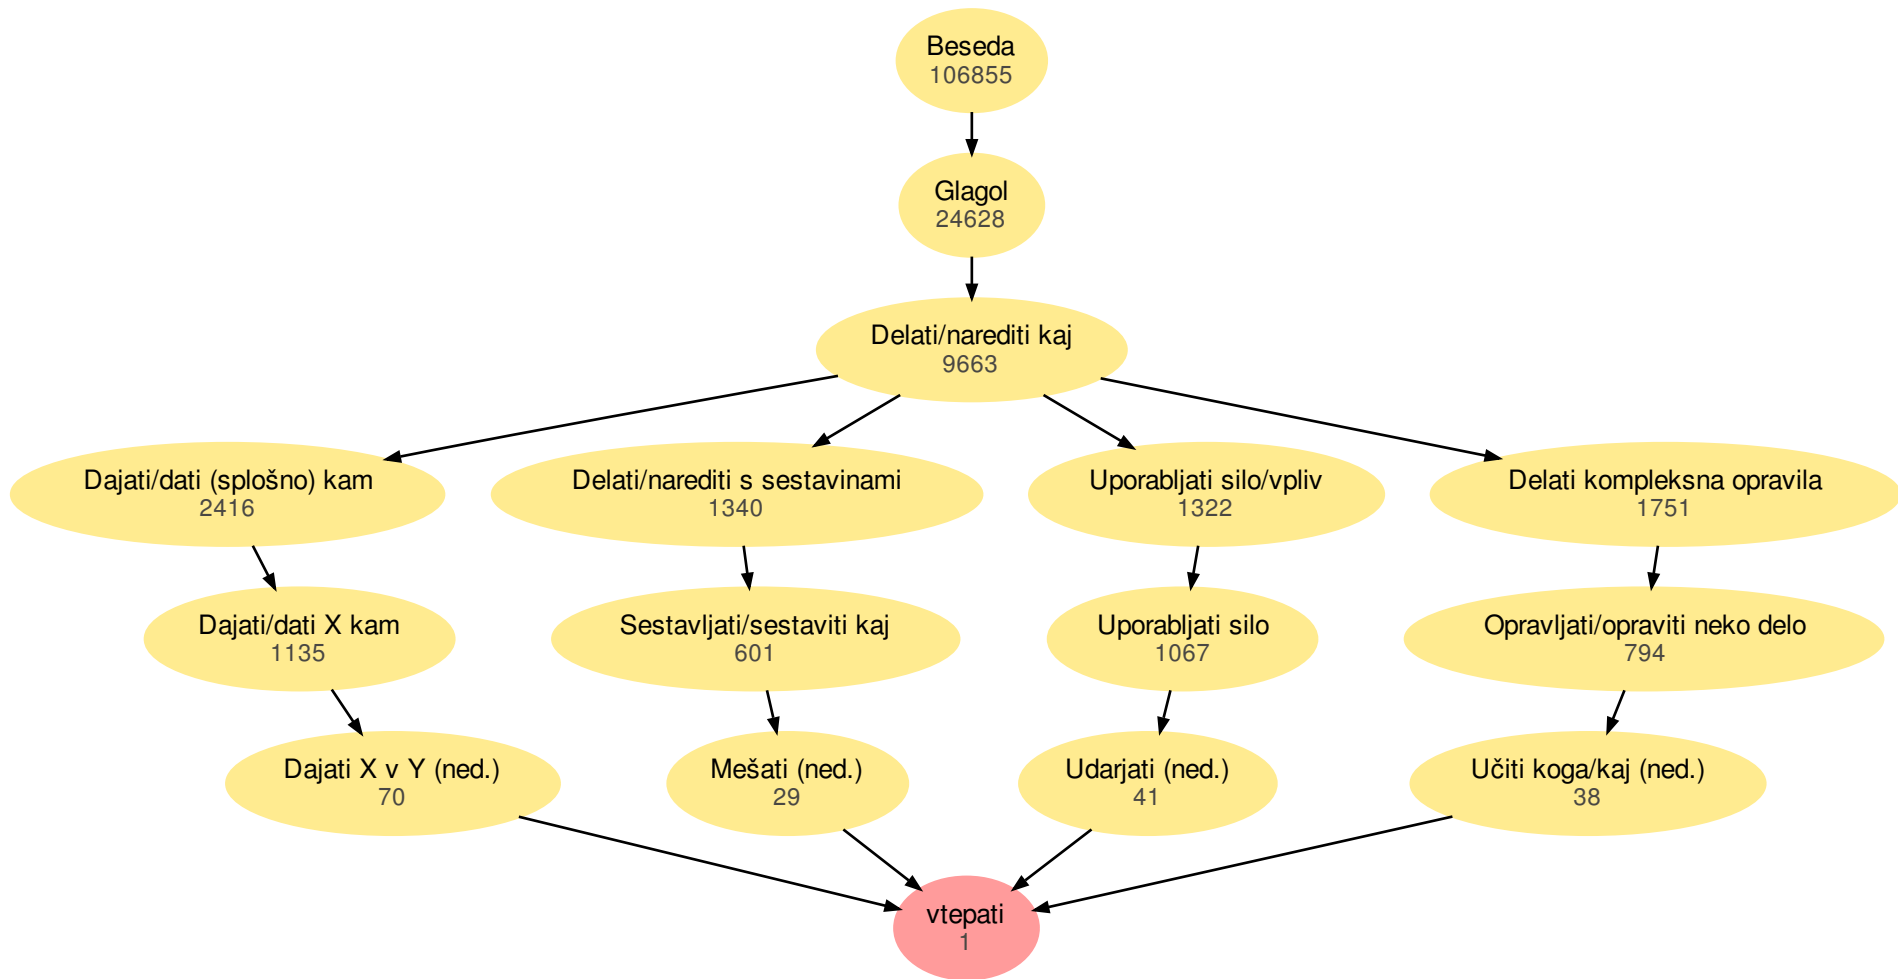 Beseda
106855
Glagol
24628
Delati/narediti kaj
9663
Dajati/dati (splošno) kam
2416
Delati/narediti s sestavinami
1340
Uporabljati silo/vpliv
1322
Delati kompleksna opravila
1751
Dajati/dati X kam
1135
Sestavljati/sestaviti kaj
601
Uporabljati silo
1067
Opravljati/opraviti neko delo
794
Dajati X v Y (ned.)
70
Mešati (ned.)
29
Udarjati (ned.)
41
Učiti koga/kaj (ned.)
38
vtepati
1